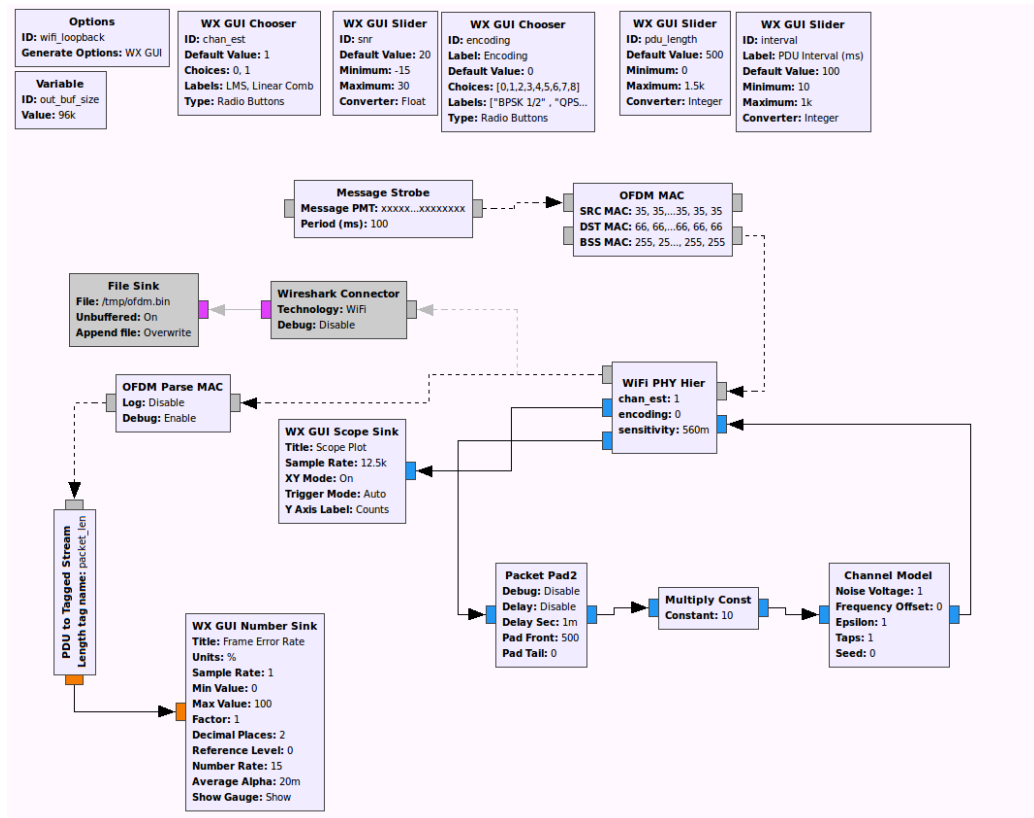 Options
ID: wifi_loopback
Generate Options: WX GUI
Variable
ID: out_buf_size
Value: 96k
WX GUI Chooser
ID: chan_est
Default Value: 1
Choices: 0, 1
Labels: LMS, Linear Comb
Type: Radio Buttons
WX GUI Slider
ID: snr
Default Value: 20
Minimum: -15
Maximum: 30
Converter: Float
WX GUI Chooser
ID: encoding
Label: Encoding
Default Value: 0
Choices: [0,1,2,3,4,5,6,7,8]
Labels: ["BPSK 1/2" , "QPS...
Type: Radio Buttons
WX GUI Slider
ID: pdu_length
Default Value: 500
Minimum: 0
Maximum: 1.5k
Converter: Integer
WX GUI Slider
ID: interval
Label: PDU Interval (ms)
Default Value: 100
Minimum: 10
Maximum: 1k
Converter: Integer
Message Strobe
Message PMT: xxxxx...xxxxxxxx
Period (ms): 100
OFDM MAC
SRC MAC: 35, 35,...35, 35, 35
DST MAC: 66, 66,...66, 66, 66
BSS MAC: 255, 25..., 255, 255
File Sink
File: /tmp/ofdm.bin
Unbuffered: On
Append file: Overwrite
Wireshark Connector
Technology: WiFi
Debug: Disable
OFDM Parse MAC
Log: Disable
Debug: Enable
WiFi PHY Hier
chan_est: 1
encoding: 0
sensitivity: 560m
WX GUI Scope Sink
Title: Scope Plot
Sample Rate: 12.5k
XY Mode: On
Trigger Mode: Auto
Y Axis Label: Counts
PDU to Tagged Stream
Length tag name: packet_len
Packet Pad2
Debug: Disable
Delay: Disable
Delay Sec: 1m
Pad Front: 500
Pad Tail: 0
Multiply Const
Constant: 10
Channel Model
Noise Voltage: 1
Frequency Offset: 0
Epsilon: 1
Taps: 1
Seed: 0
WX GUI Number Sink
Title: Frame Error Rate
Units: %
Sample Rate: 1
Min Value: 0
Max Value: 100
Factor: 1
Decimal Places: 2
Reference Level: 0
Number Rate: 15
Average Alpha: 20m
Show Gauge: Show